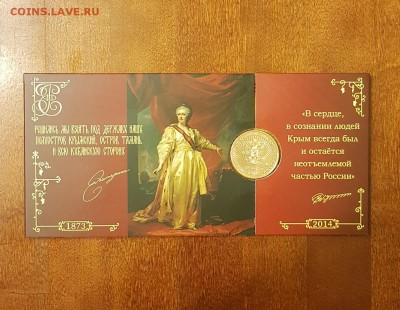 COINS.LAVE.RU
РЕШИЛИСЬ МЫ ВЗЯТЬ ПОД ДЕРЖАВУ НАШУ
ПОЛУОСТРОВ КРЫМСКИЙ, ОСТРОВ ТАМАНЬ
И ВСЮ КУБАНСКУЮ СТОРОНУ
1873
«В сердце,
в сознании людей
Крым всегда был
и остаётся
неотъемлемой
частью России»
2014